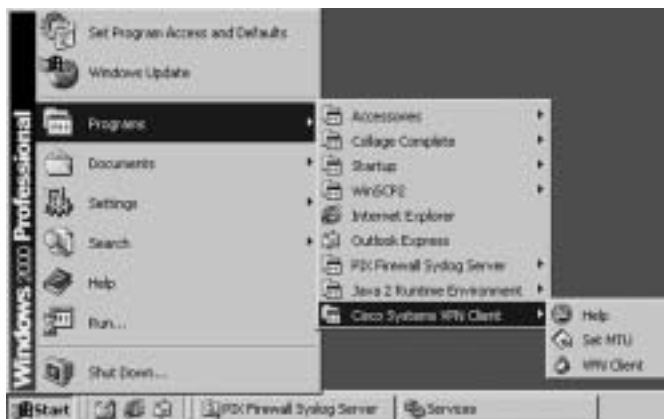 Windows 2000 Professional
Set Program Access and Defaults
Windows Update
Programs
Documents
Settings
Search
Help
Run...
Shut Down...
Accessories
Collage Complete
Startup
WinSCP2
Internet Explorer
Outlook Express
PIX Firewall Syslog Server
Java 2 Runtime Environment
Cisco Systems VPN Client
Help
Set MTU
VPN Client
Start
PIX Firewall Syslog Server
Services